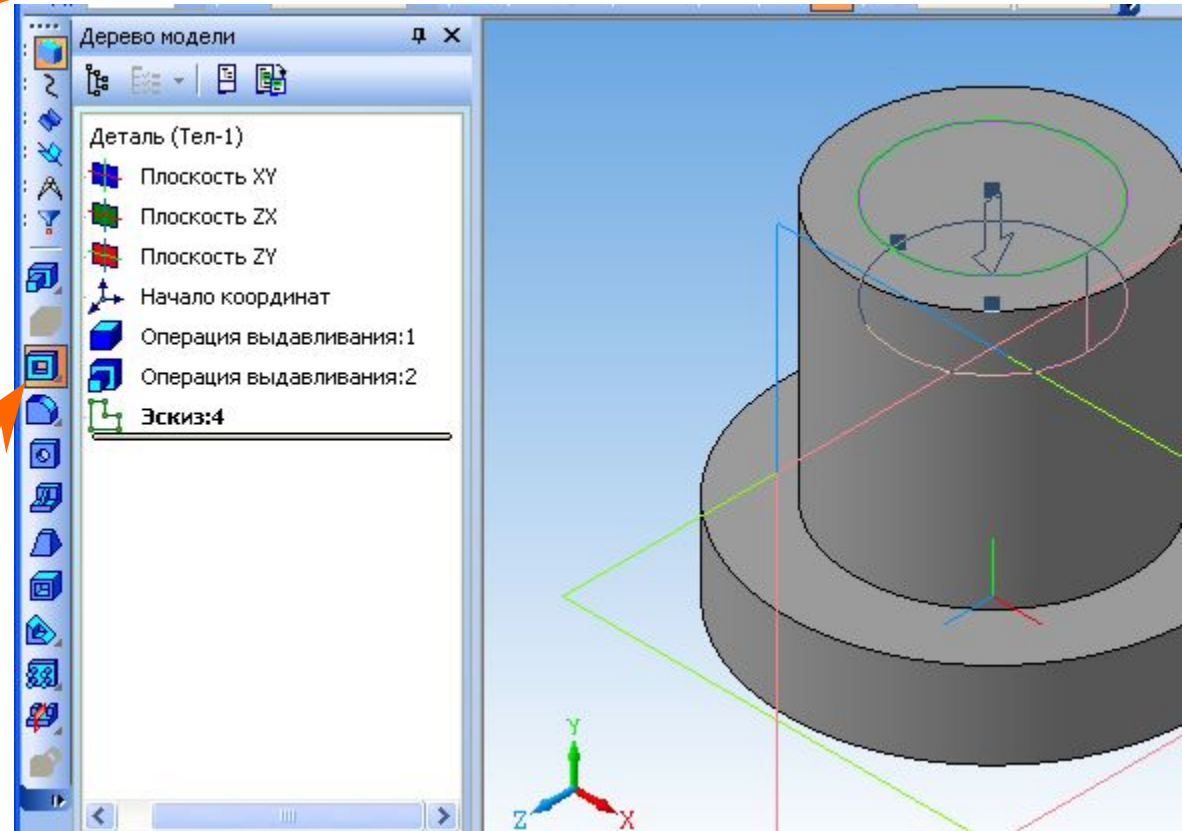 Дерево модели
Деталь (Тел-1)
Плоскость XY
Плоскость ZX
Плоскость ZY
Начало координат
Операция выдавливания:1
Операция выдавливания:2
Эскиз:4
Y
Z
X